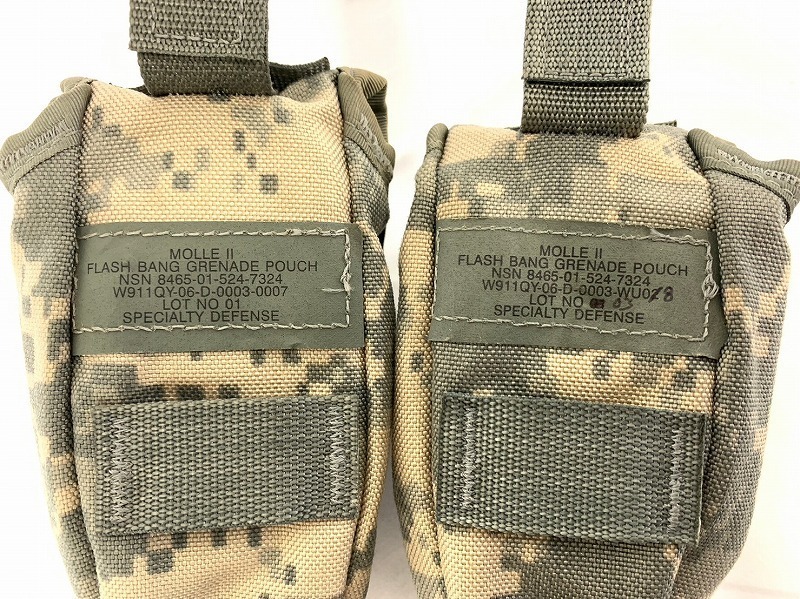 MOLLE II
FLASH BANG GRENADE POUCH
NSN 8465-01-524-7324
W911QY-06-D-0003-0007
LOT NO 01
SPECIALTY DEFENSE
MOLLE II
FLASH BANG GRENADE POUCH
NSN 8465-01-524-7324
W911QY-06-D-0003-WU028
LOT NO
SPECIALTY DEFENSE